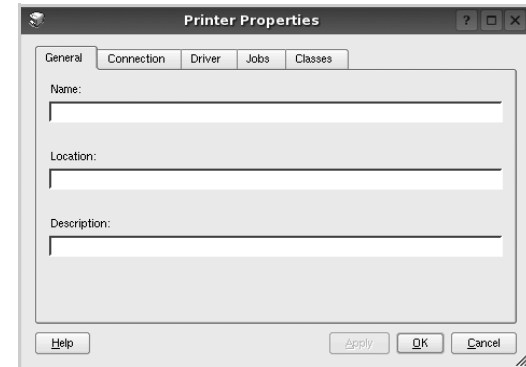 Printer Properties
?
General Connection Driver Jobs Classes
Name:
Location:
Description:
Help Apply OK Cancel